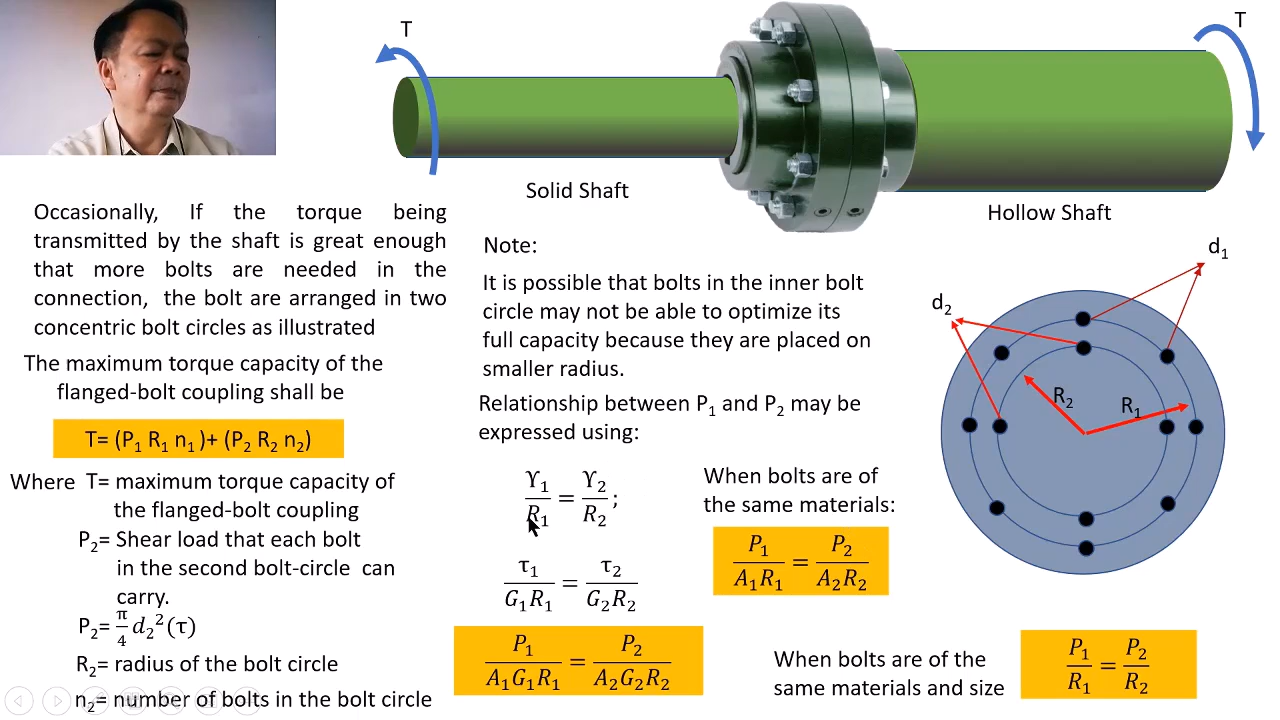 T
T
Solid Shaft
Hollow Shaft
Occasionally, If the torque being
transmitted by the shaft is great enough
that more bolts are needed in the
connection, the bolt are arranged in two
concentric bolt circles as illustrated
The maximum torque capacity of the
flanged-bolt coupling shall be
T= (P₁ R₁ n₁ )+ (P₂ R₂ n₂)
Where T= maximum torque capacity of
the flanged-bolt coupling
P₂= Shear load that each bolt
in the second bolt-circle can
carry.
P₂= π/4 d₂² (τ)
R₂= radius of the bolt circle
n₂= number of bolts in the bolt circle
Note:
It is possible that bolts in the inner bolt
circle may not be able to optimize its
full capacity because they are placed on
smaller radius.
Relationship between P₁ and P₂ may be
expressed using:
ϒ₁/R₁ = ϒ₂/R₂ ;
τ₁/G₁R₁ = τ₂/G₂R₂
P₁/A₁G₁R₁ = P₂/A₂G₂R₂
When bolts are of
the same materials:
P₁/A₁R₁ = P₂/A₂R₂
When bolts are of the
same materials and size
P₁/R₁ = P₂/R₂
d₁
d₂
R₂
R₁